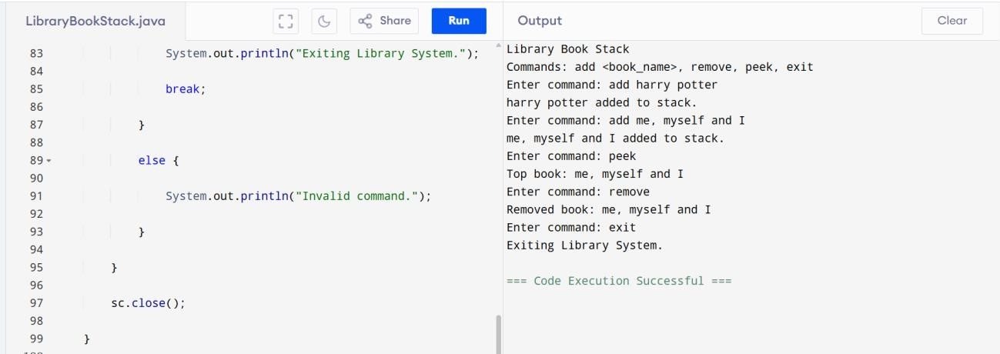 LibraryBookStack.java
Share
Run
Output
Clear
83 System.out.println("Exiting Library System.");
84
85 break;
86
87 }
88
89 else {
90
91 System.out.println("Invalid command.");
92
93 }
94
95 }
96
97 sc.close();
98
99 }
Library Book Stack
Commands: add <book_name>, remove, peek, exit
Enter command: add harry potter
harry potter added to stack.
Enter command: add me, myself and I
me, myself and I added to stack.
Enter command: peek
Top book: me, myself and I
Enter command: remove
Removed book: me, myself and I
Enter command: exit
Exiting Library System.
=== Code Execution Successful ===